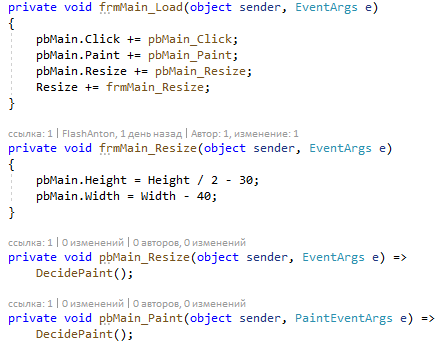 private void frmMain_Load(object sender, EventArgs e)
{
    pbMain.Click += pbMain_Click;
    pbMain.Paint += pbMain_Paint;
    pbMain.Resize += pbMain_Resize;
    Resize += frmMain_Resize;
}
ссылка: 1 | FlashAnton, 1 день назад | Автор: 1, изменение: 1
private void frmMain_Resize(object sender, EventArgs e)
{
    pbMain.Height = Height / 2 - 30;
    pbMain.Width = Width - 40;
}
ссылка: 1 | 0 изменений | 0 авторов, 0 изменений
private void pbMain_Resize(object sender, EventArgs e) =>
    DecidePaint();
ссылка: 1 | 0 изменений | 0 авторов, 0 изменений
private void pbMain_Paint(object sender, PaintEventArgs e) =>
    DecidePaint();